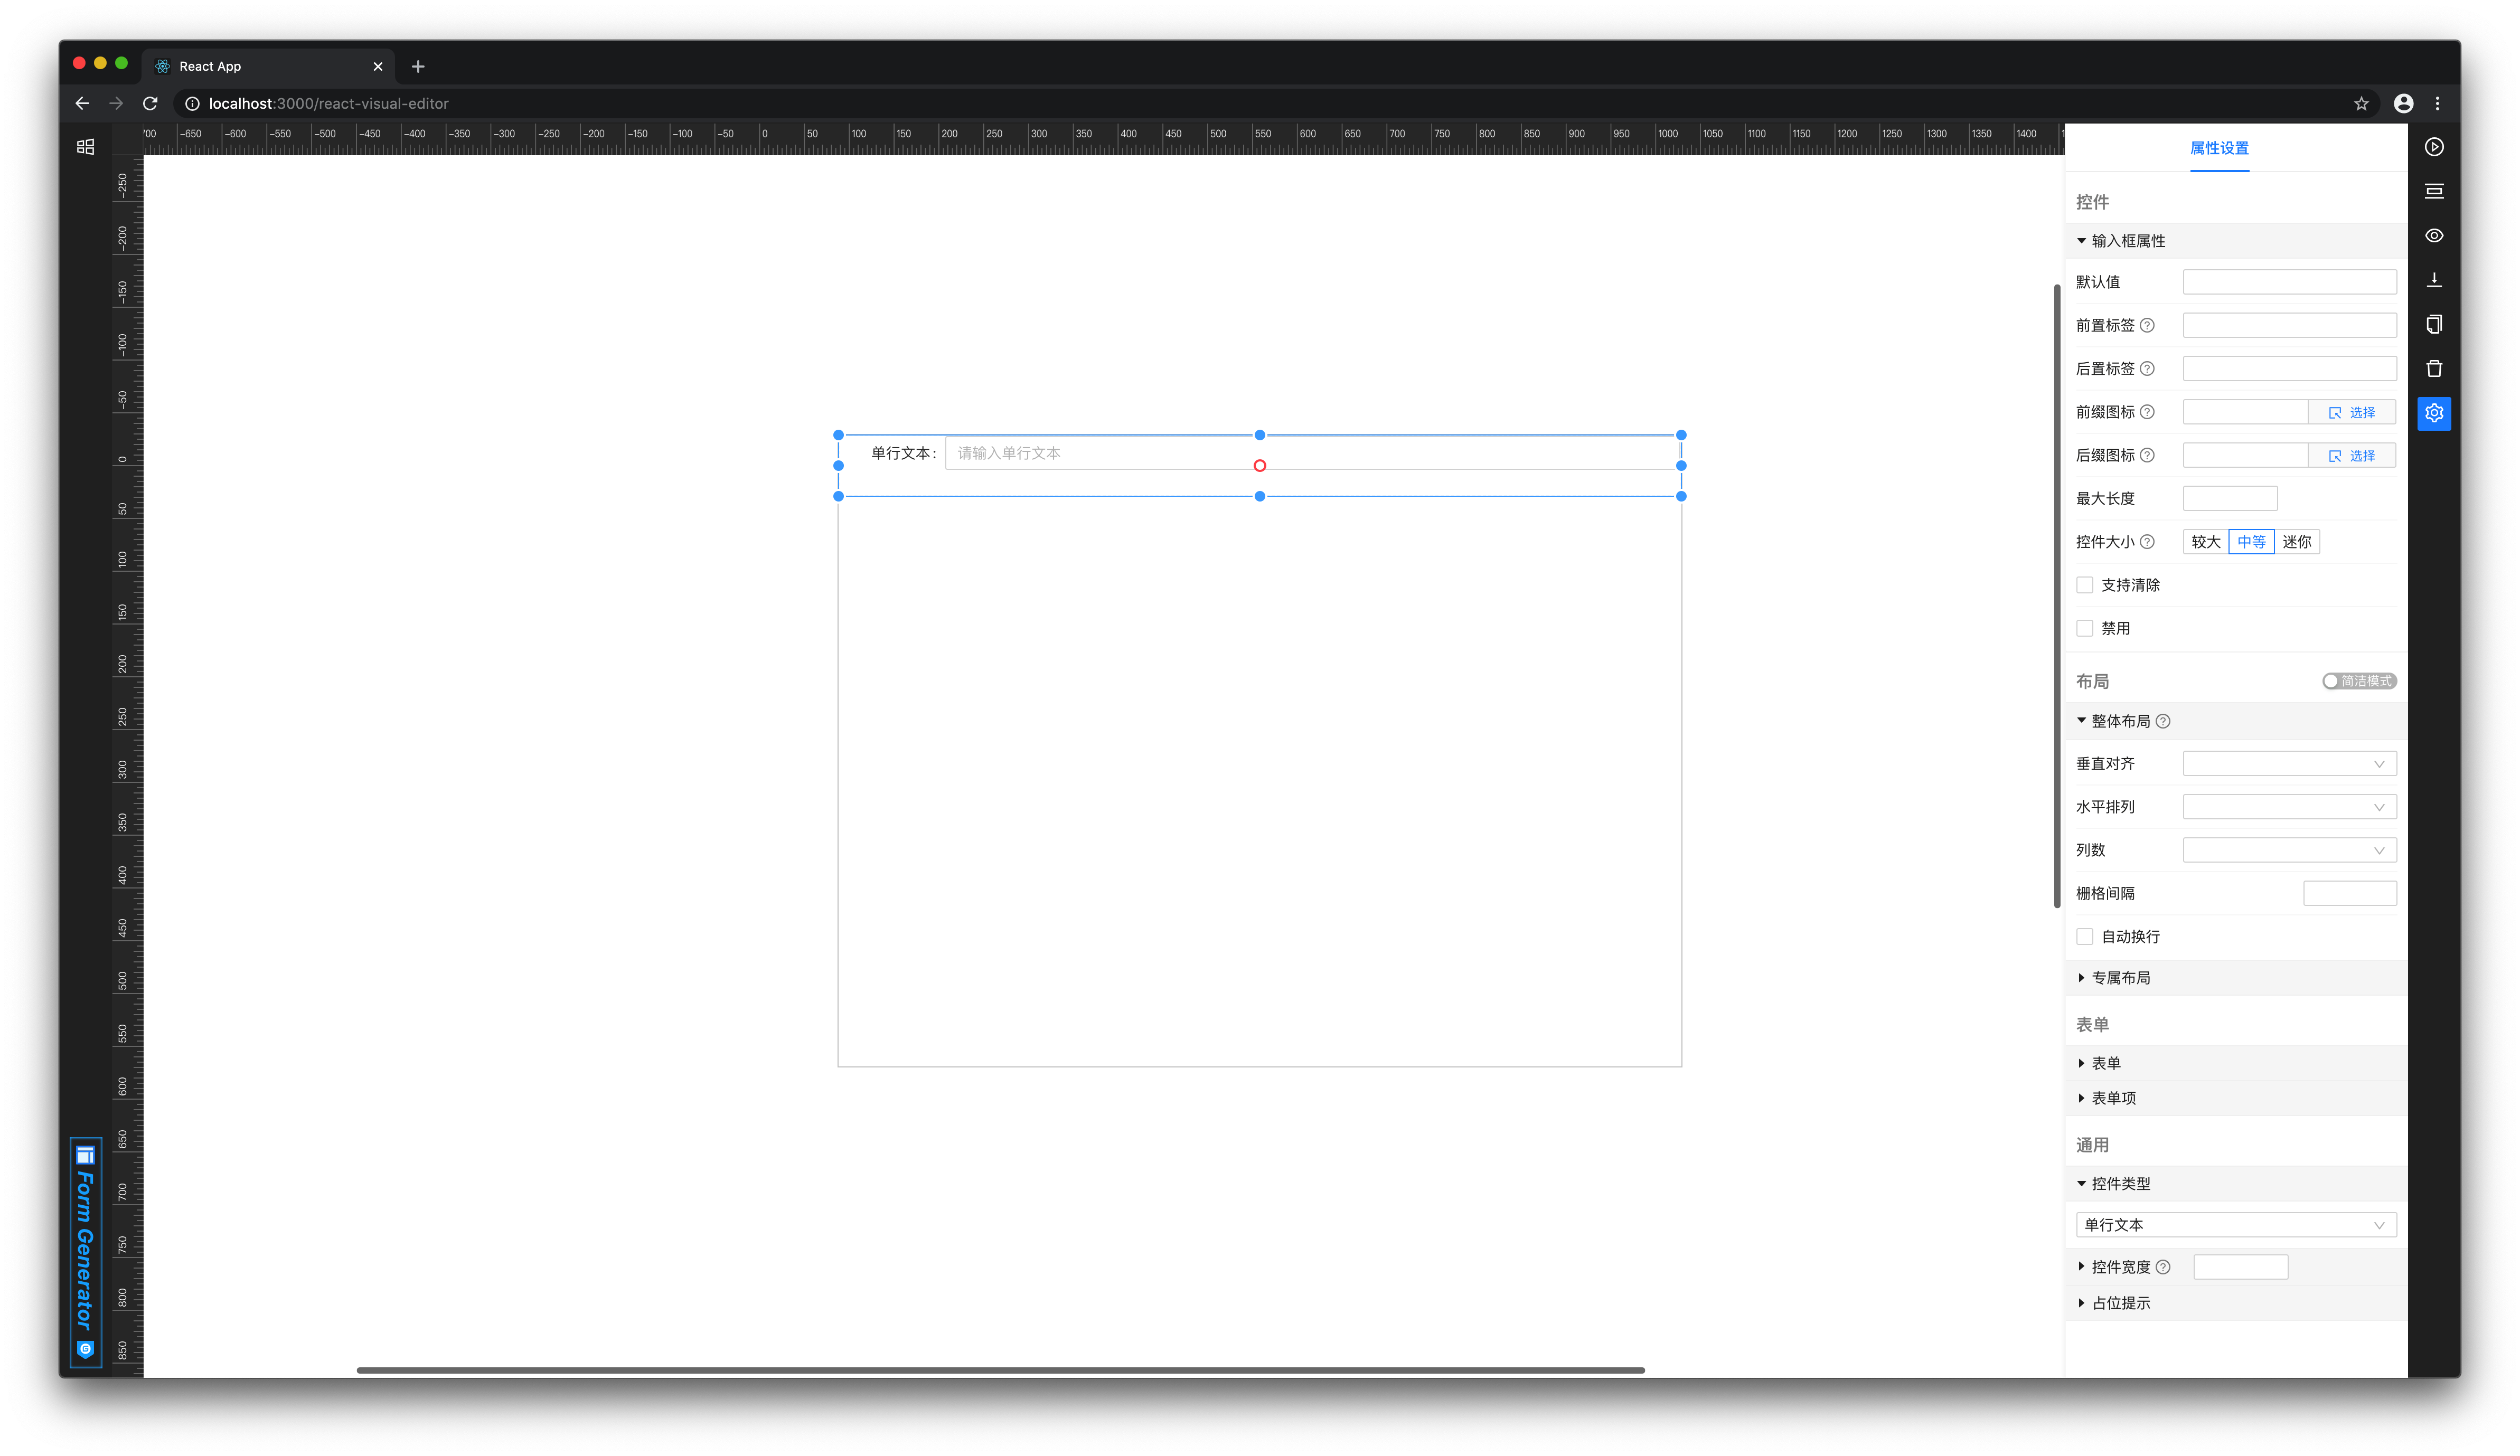 React App
localhost:3000/react-visual-editor
700 -650 -600 -550 -500 -450 -400 -350 -300 -250 -200 -150 -100 -50 0 50 100 150 200 250 300 350 400 450 500 550 600 650 700 750 800 850 900 950 1000 1050 1100 1150 1200 1250 1300 1350 1400
-250
-200
-150
-100
-50
0
50
100
150
200
250
300
350
400
450
500
550
600
650
700
750
800
850
Form Generator
单行文本: 请输入单行文本
属性设置
控件
输入框属性
默认值
前置标签
后置标签
前缀图标 选择
后缀图标 选择
最大长度
控件大小 较大 中等 迷你
支持清除
禁用
布局 简洁模式
整体布局
垂直对齐
水平排列
列数
栅格间隔
自动换行
专属布局
表单
表单
表单项
通用
控件类型
单行文本
控件宽度
占位提示